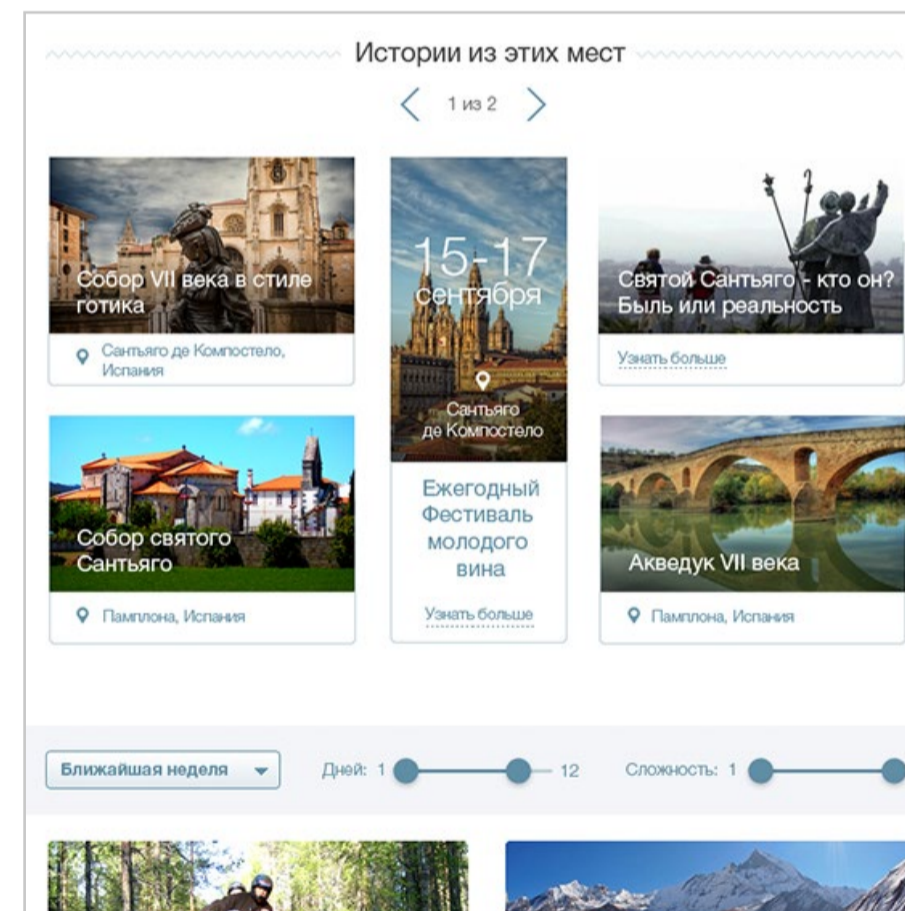 Истории из этих мест
1 из 2
Собор VII века в стиле
готика
Сантьяго де Компостело,
Испания
15-17
сентября
Сантьяго
де Компостело
Ежегодный
Фестиваль
молодого
вина
Узнать больше
Святой Сантьяго - кто он?
Быль или реальность
Узнать больше
Собор святого
Сантьяго
Памплона, Испания
Акведук VII века
Памплона, Испания
Ближайшая неделя
Дней: 1 12
Сложность: 1